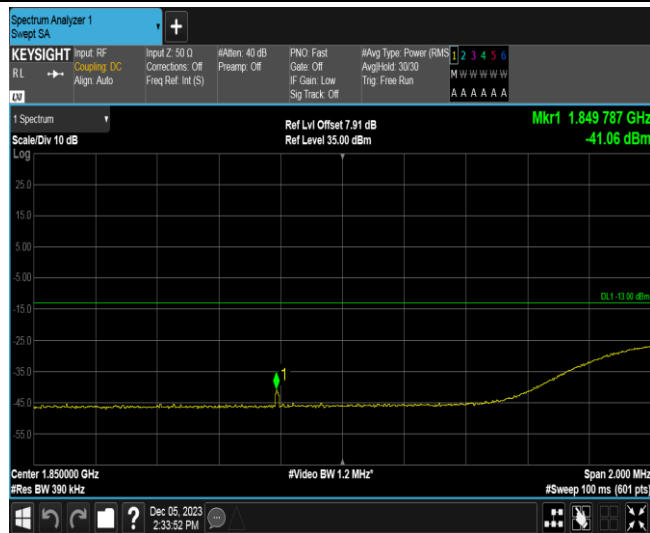 Spectrum Analyzer 1
Swept SA
+
KEYSIGHT Input: RF Input Z: 50 Ω #Atten: 40 dB PNO: Fast #Avg Type: Power (RMS 1 2 3 4 5 6
RL Coupling: DC Corrections: Off Preamp: Off Gate: Off Avg|Hold: 30/30 M W W W W W
Align: Auto Freq Ref: Int (S) IF Gain: Low Trig: Free Run
Sig Track: Off A A A A A A
LXI
1 Spectrum Ref Lvl Offset 7.91 dB Mkr1 1.849 787 GHz
Scale/Div 10 dB Ref Level 35.00 dBm -41.06 dBm
Log
25.0
15.0
5.00
-5.00
DL1 -13.00 dBm
-15.0
-25.0
-35.0
1
-45.0
-55.0
Center 1.850000 GHz #Video BW 1.2 MHz* Span 2.000 MHz
#Res BW 390 kHz #Sweep 100 ms (601 pts)
? Dec 05, 2023
2:33:52 PM